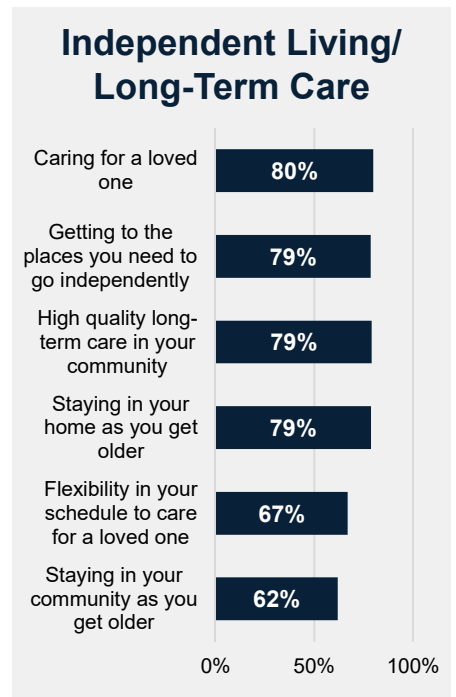 Independent Living/
Long-Term Care
Caring for a loved
one
80%
Getting to the
places you need to
go independently
79%
High quality long-
term care in your
community
79%
Staying in your
home as you get
older
79%
Flexibility in your
schedule to care
for a loved one
67%
Staying in your
community as you
get older
62%
0% 50% 100%